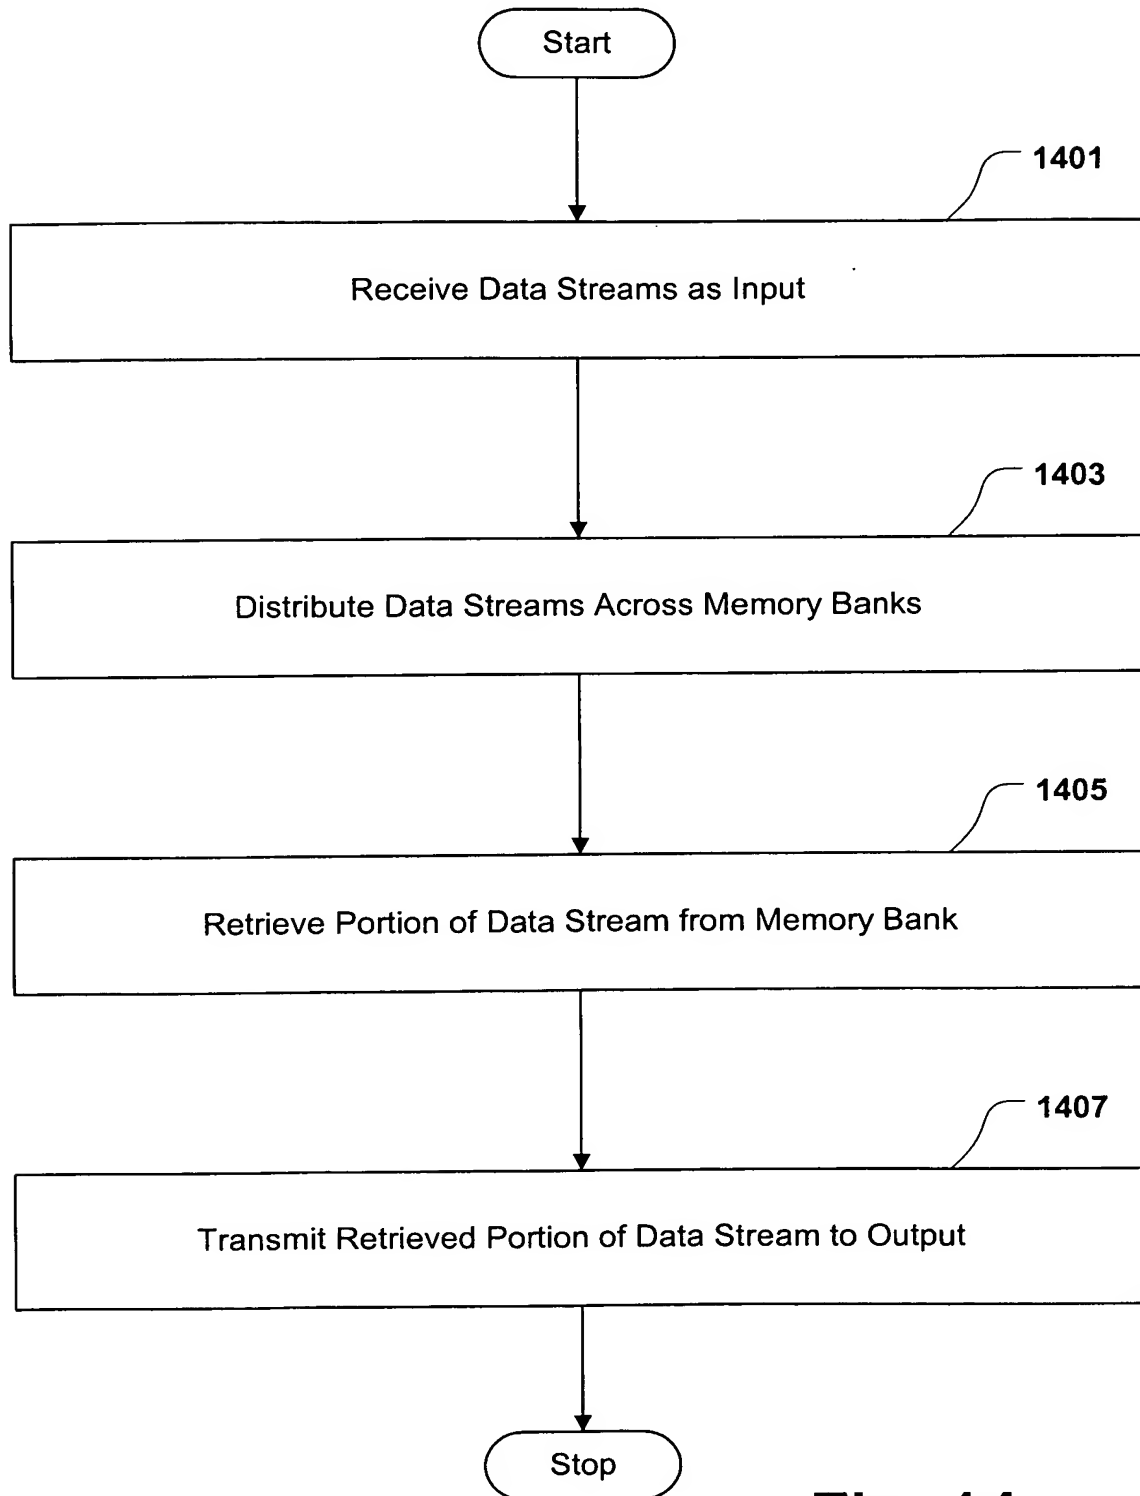 Start
1401
Receive Data Streams as Input
1403
Distribute Data Streams Across Memory Banks
1405
Retrieve Portion of Data Stream from Memory Bank
1407
Transmit Retrieved Portion of Data Stream to Output
Stop